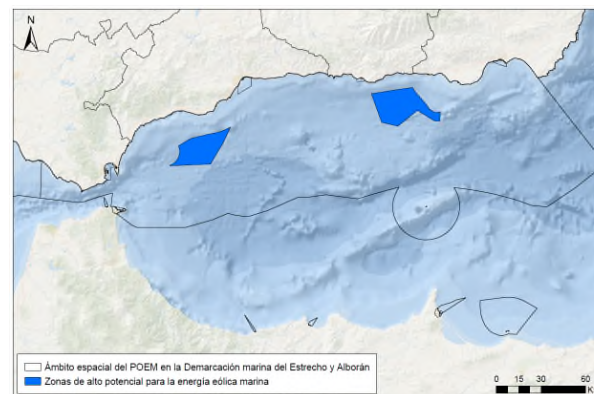 N
Ámbito espacial del POEM en la Demarcación marina del Estrecho y Alborán
Zonas de alto potencial para la energía eólica marina
0 15 30 60
K